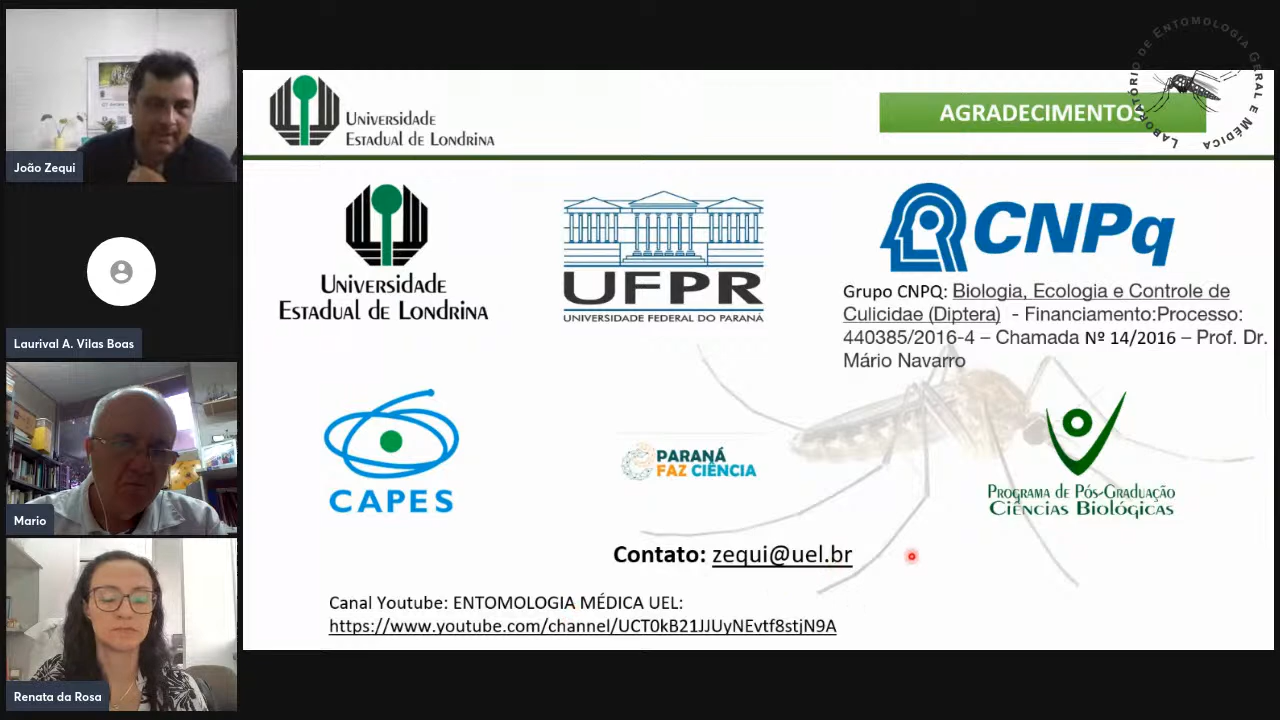 João Zequi
Laurival A. Vilas Boas
Mario
Renata da Rosa
Universidade
Estadual de Londrina
AGRADECIMENTOS
Laboratório de Entomologia Geral e Médica
Universidade
Estadual de Londrina
UFPR
UNIVERSIDADE FEDERAL DO PARANÁ
CNPq
Grupo CNPQ: Biologia, Ecologia e Controle de
Culicidae (Diptera) - Financiamento:Processo:
440385/2016-4 – Chamada Nº 14/2016 – Prof. Dr.
Mário Navarro
CAPES
PARANÁ
FAZ CIÊNCIA
Programa de Pós-Graduação
Ciências Biológicas
Contato: zequi@uel.br
Canal Youtube: ENTOMOLOGIA MÉDICA UEL:
https://www.youtube.com/channel/UCT0kB21JJUyNEvtf8stjN9A